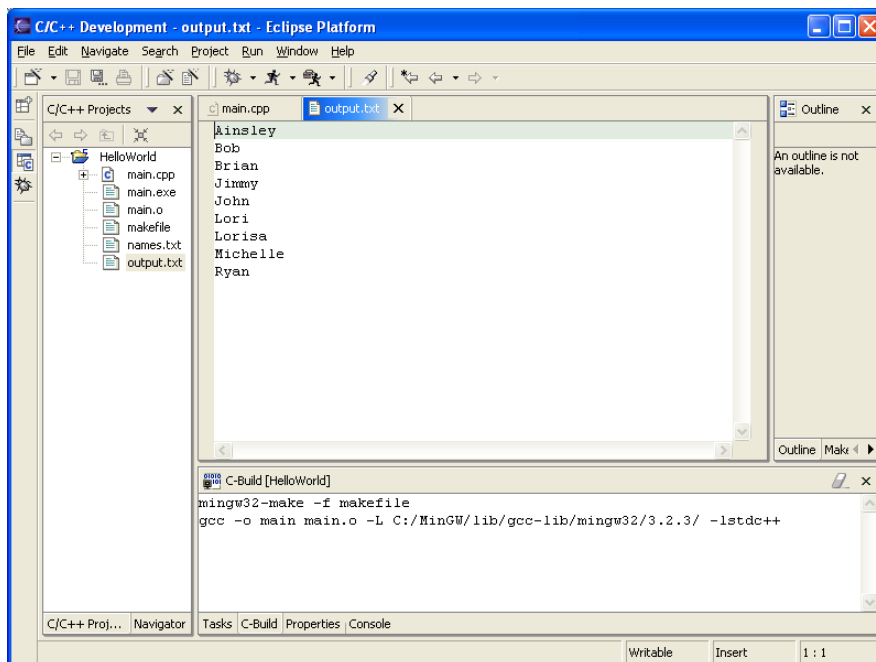 C/C++ Development - output.txt - Eclipse Platform
File Edit Navigate Search Project Run Window Help
C/C++ Projects
HelloWorld
main.cpp
main.exe
main.o
makefile
names.txt
output.txt
C/C++ Proj... Navigator
main.cpp output.txt
Ainsley
Bob
Brian
Jimmy
John
Lori
Lorisa
Michelle
Ryan
Outline
An outline is not
available.
Outline Make
C-Build [HelloWorld]
mingw32-make -f makefile
gcc -o main main.o -L C:/MinGW/lib/gcc-lib/mingw32/3.2.3/ -lstdc++
Tasks C-Build Properties Console
Writable Insert 1 : 1